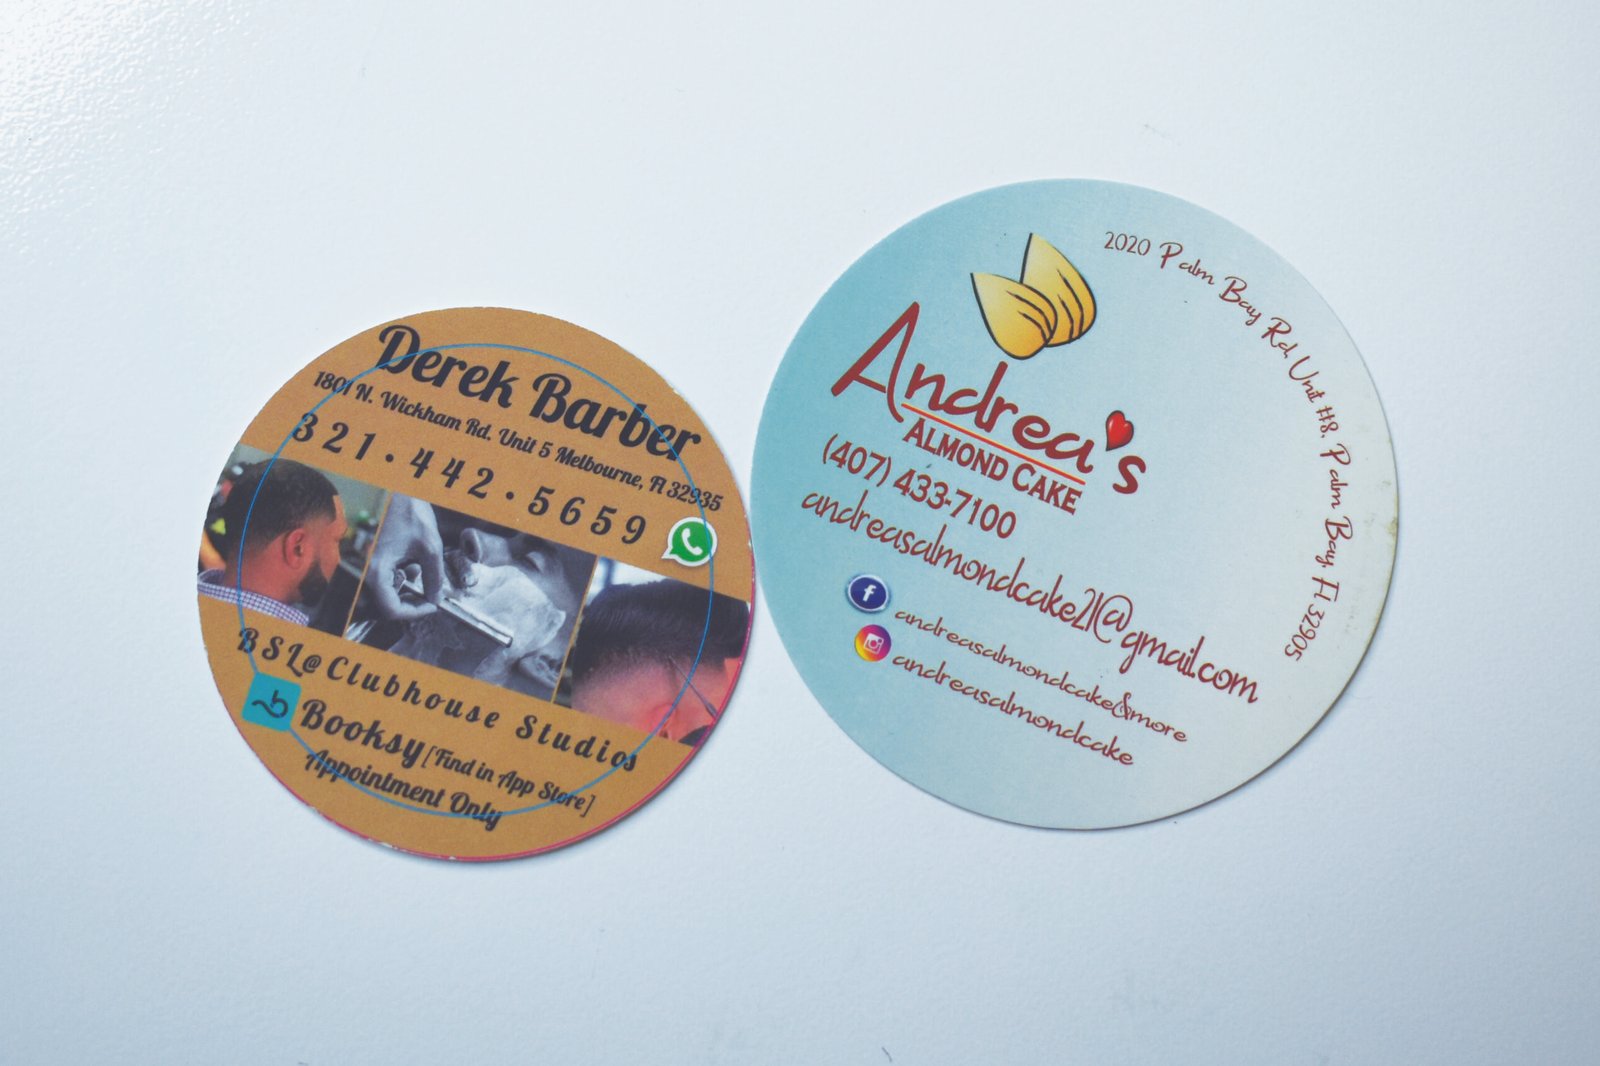 Derek Barber
1801 N. Wickham Rd. Unit 5 Melbourne, Fl 32935
321·442·5659
BSL@Clubhouse Studios
Booksy [Find in App Store]
Appointment Only
2020 Palm Bay Rd, Unit #8, Palm Bay, Fl 32905
Andrea's
ALMOND CAKE
(407) 433-7100
andreasalmondcake21@gmail.com
andreasalmondcake&more
andreasalmondcake